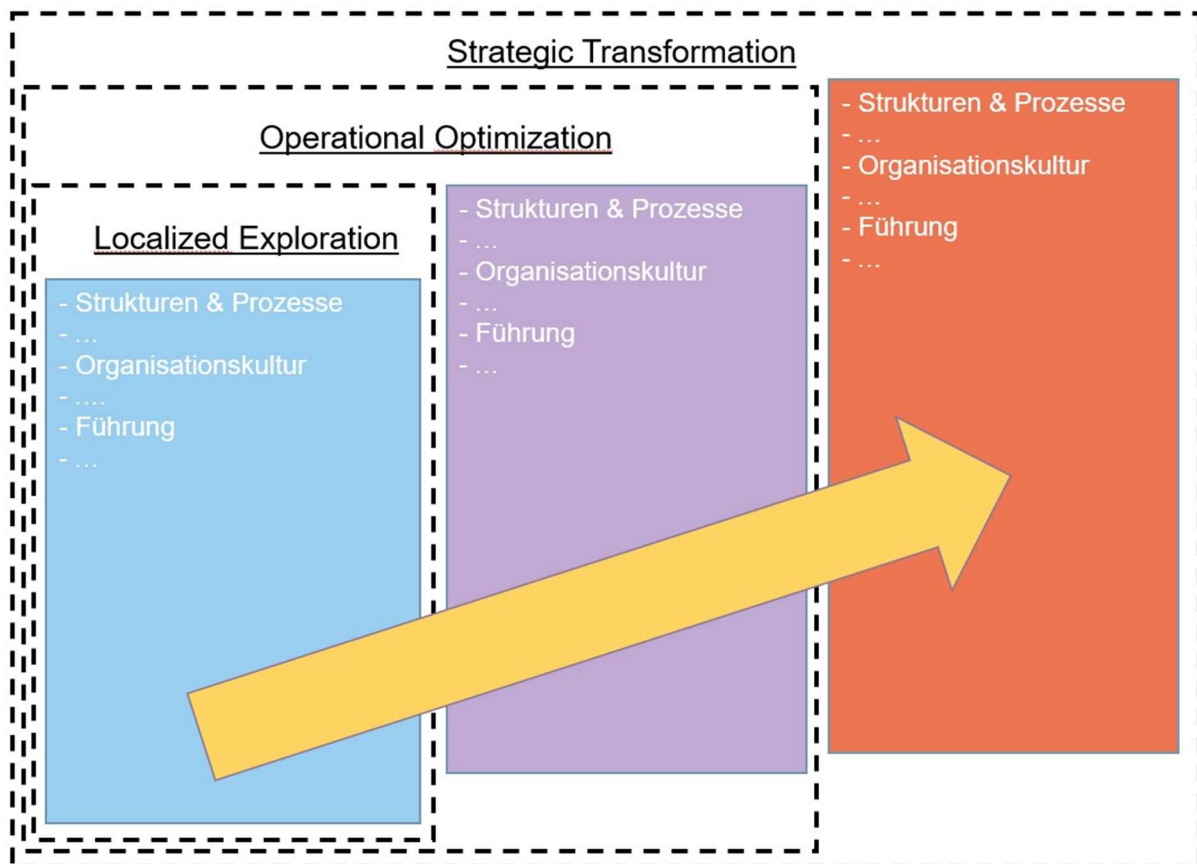 Strategic Transformation
Operational Optimization
Localized Exploration
- Strukturen & Prozesse
- ...
- Organisationskultur
- ....
- Führung
- ...
- Strukturen & Prozesse
- ...
- Organisationskultur
- ...
- Führung
- ...
- Strukturen & Prozesse
- ...
- Organisationskultur
- ...
- Führung
- ...